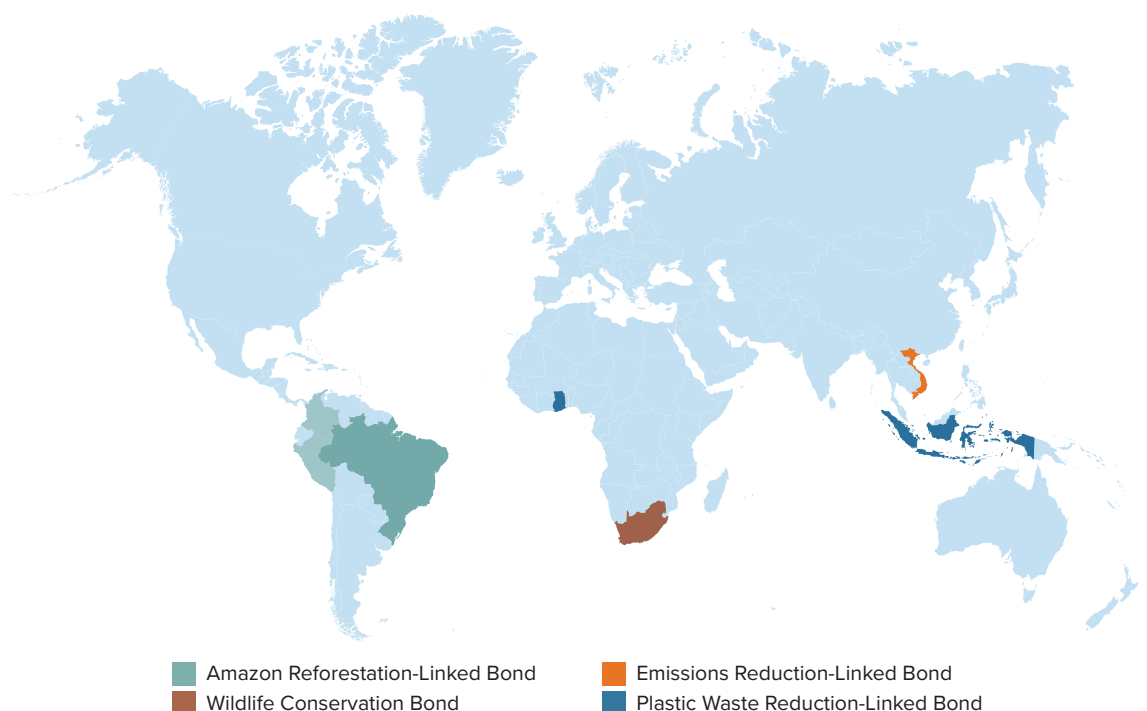 Amazon Reforestation-Linked Bond
Emissions Reduction-Linked Bond
Wildlife Conservation Bond
Plastic Waste Reduction-Linked Bond